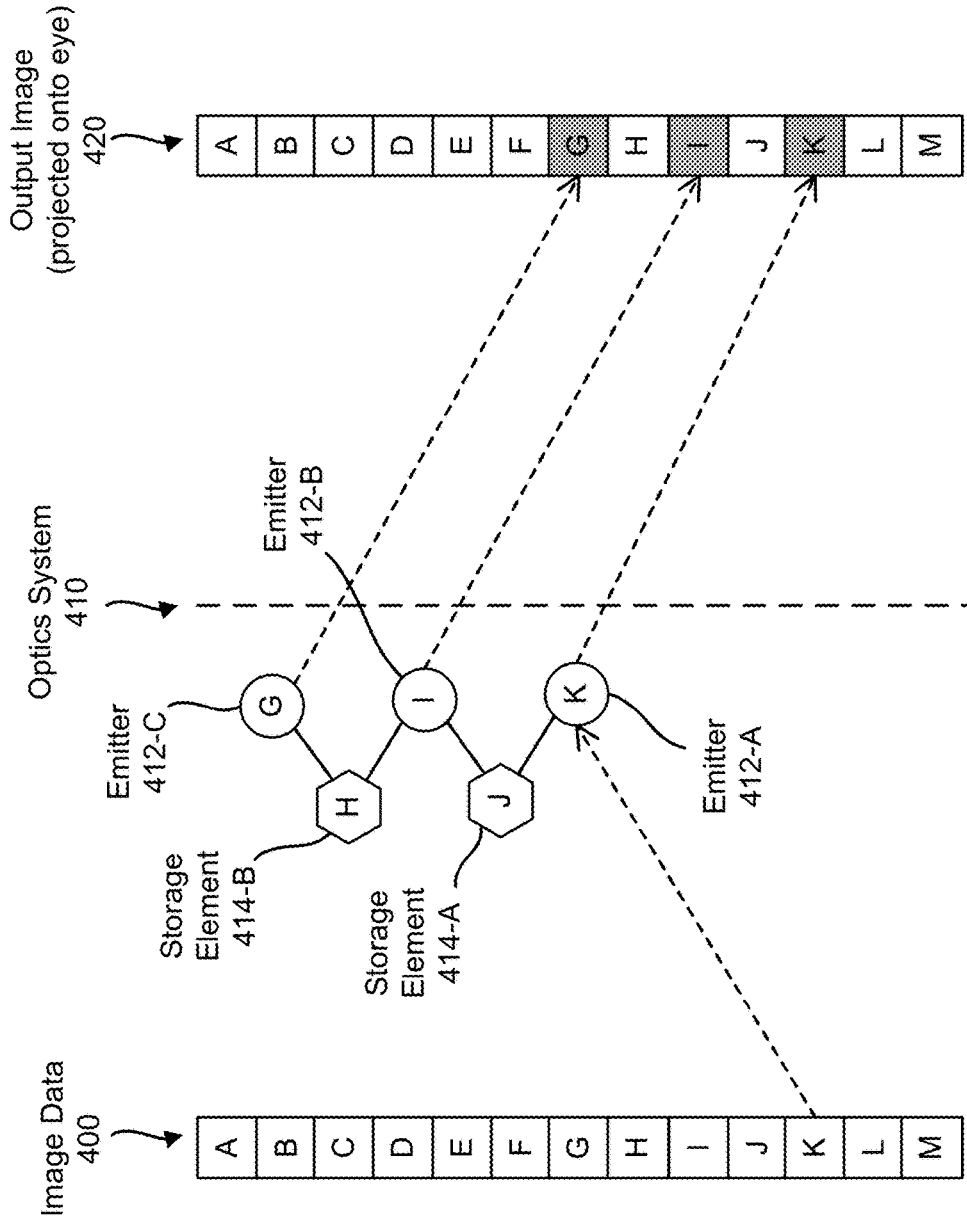 Image Data
400
A
B
C
D
E
F
G
H
I
J
K
L
M
Storage
Element
414-B
Storage
Element
414-A
H
J
Emitter
412-C
G
I
K
Emitter
412-A
Optics System
410
Emitter
412-B
Output Image
(projected onto eye)
420
A
B
C
D
E
F
G
H
I
J
K
L
M